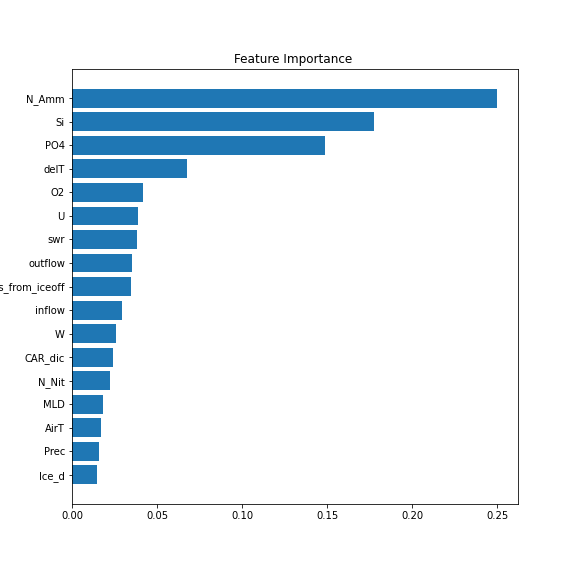 Feature Importance
N_Amm
Si
PO4
delT
O2
U
swr
outflow
s_from_iceoff
inflow
W
CAR_dic
N_Nit
MLD
AirT
Prec
Ice_d
0.00 0.05 0.10 0.15 0.20 0.25